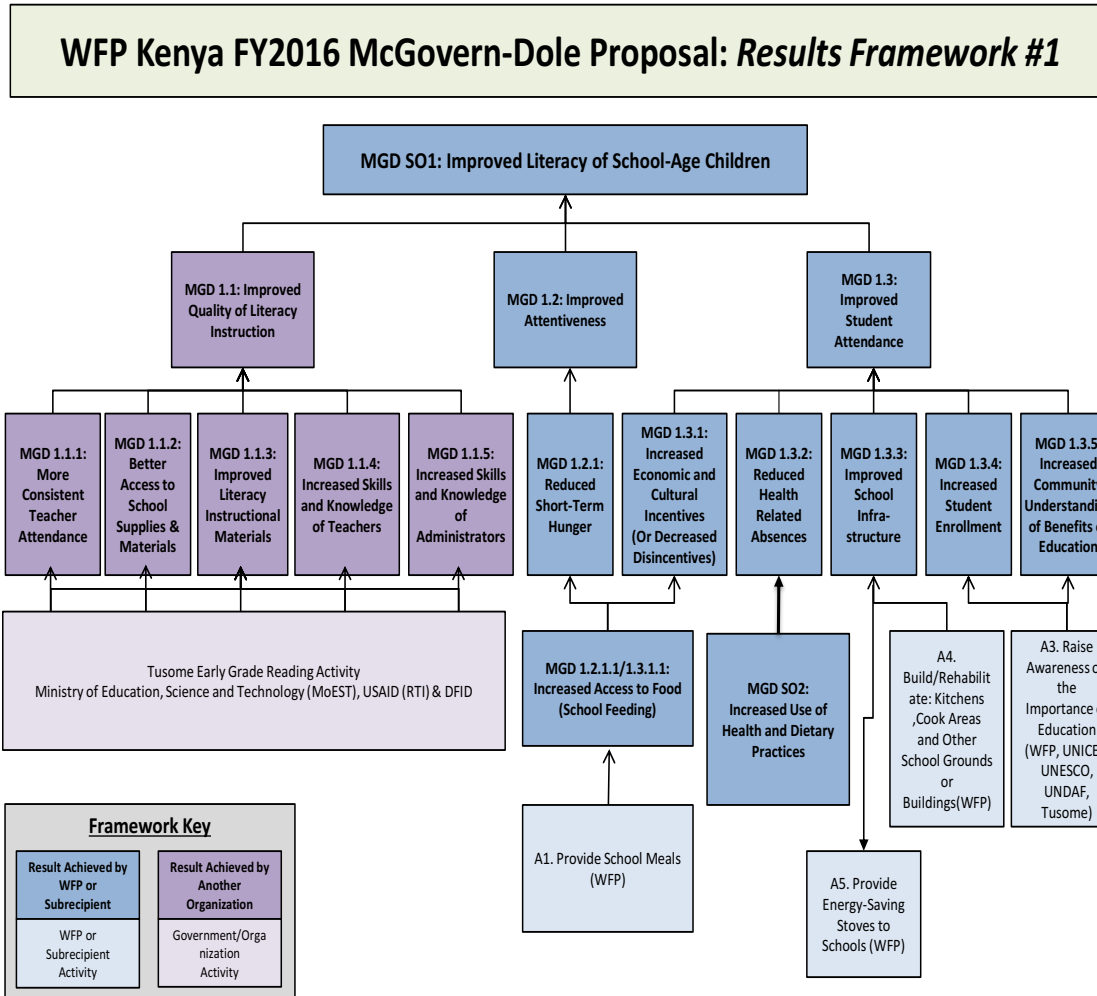 WFP Kenya FY2016 McGovern-Dole Proposal: Results Framework #1
MGD SO1: Improved Literacy of School-Age Children
MGD 1.1: Improved
Quality of Literacy
Instruction
MGD 1.2: Improved
Attentiveness
MGD 1.3:
Improved
Student
Attendance
MGD 1.1.1:
More
Consistent
Teacher
Attendance
MGD 1.1.2:
Better
Access to
School
Supplies &
Materials
MGD 1.1.3:
Improved
Literacy
Instructional
Materials
MGD 1.1.4:
Increased Skills
and Knowledge
of Teachers
MGD 1.1.5:
Increased Skills
and Knowledge
of
Administrators
MGD 1.2.1:
Reduced
Short-Term
Hunger
MGD 1.3.1:
Increased
Economic and
Cultural
Incentives
(Or Decreased
Disincentives)
MGD 1.3.2:
Reduced
Health
Related
Absences
MGD 1.3.3:
Improved
School
Infra-
structure
MGD 1.3.4:
Increased
Student
Enrollment
MGD 1.3.5
Increased
Community
Understandi
of Benefits
Education
Tusome Early Grade Reading Activity
Ministry of Education, Science and Technology (MoEST), USAID (RTI) & DFID
MGD 1.2.1.1/1.3.1.1:
Increased Access to Food
(School Feeding)
MGD SO2:
Increased Use of
Health and Dietary
Practices
A4.
Build/Rehabilit
ate: Kitchens
,Cook Areas
and Other
School Grounds
or
Buildings(WFP)
A3. Raise
Awareness o
the
Importance
Education
(WFP, UNICE
UNESCO,
UNDAF,
Tusome)
A1. Provide School Meals
(WFP)
A5. Provide
Energy-Saving
Stoves to
Schools (WFP)
Framework Key
Result Achieved by
WFP or
Subrecipient
Result Achieved by
Another
Organization
WFP or
Subrecipient
Activity
Government/Orga
nization
Activity